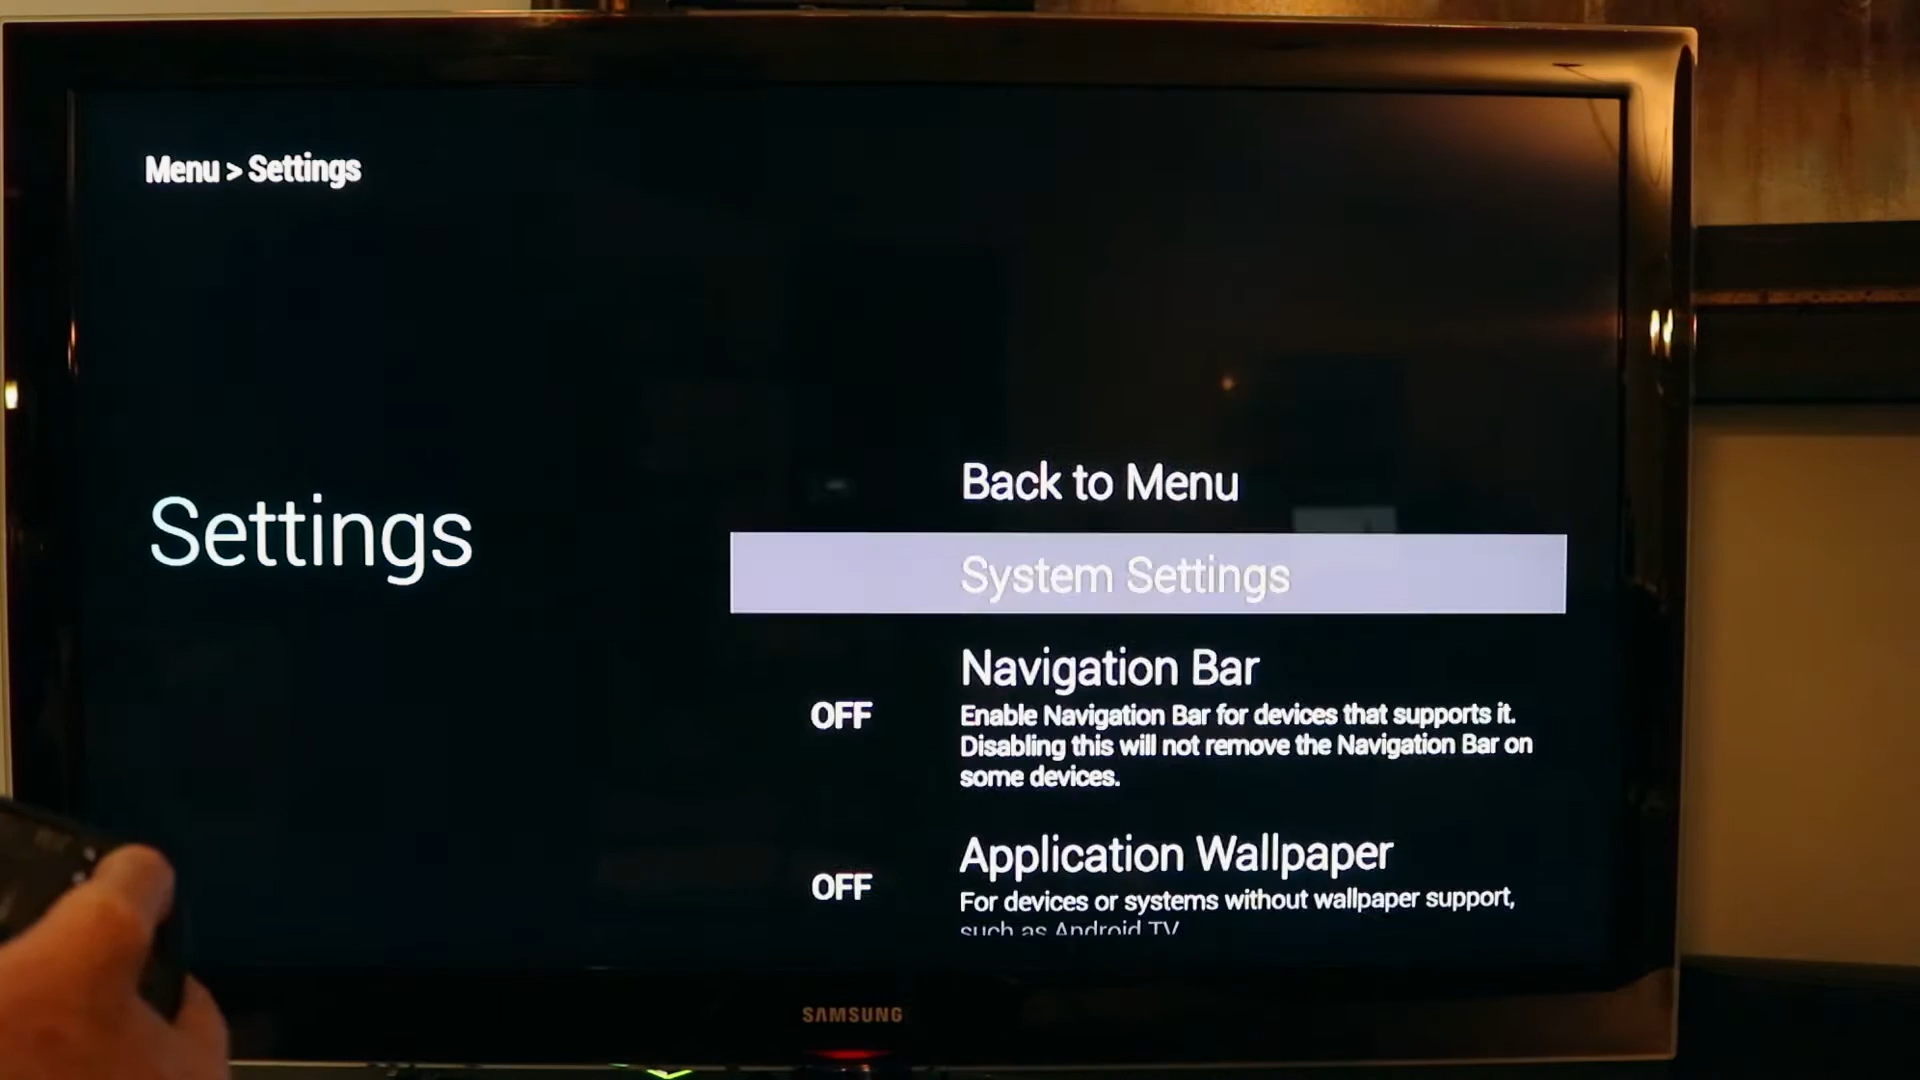 Menu > Settings
Settings
Back to Menu
System Settings
Navigation Bar
OFF
Enable Navigation Bar for devices that supports it.
Disabling this will not remove the Navigation Bar on
some devices.
Application Wallpaper
OFF
For devices or systems without wallpaper support,
such as Android TV
SAMSUNG